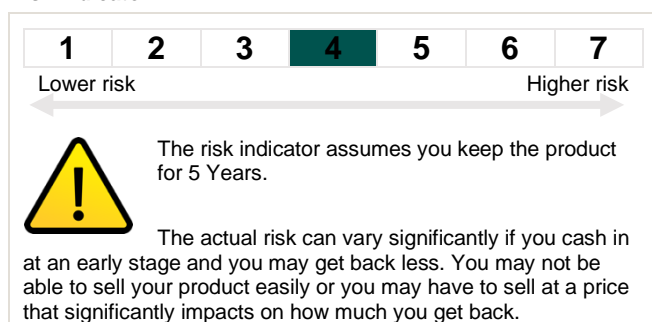 1 2 3 4 5 6 7
Lower risk Higher risk
The risk indicator assumes you keep the product
for 5 Years.
The actual risk can vary significantly if you cash in
at an early stage and you may get back less. You may not be
able to sell your product easily or you may have to sell at a price
that significantly impacts on how much you get back.